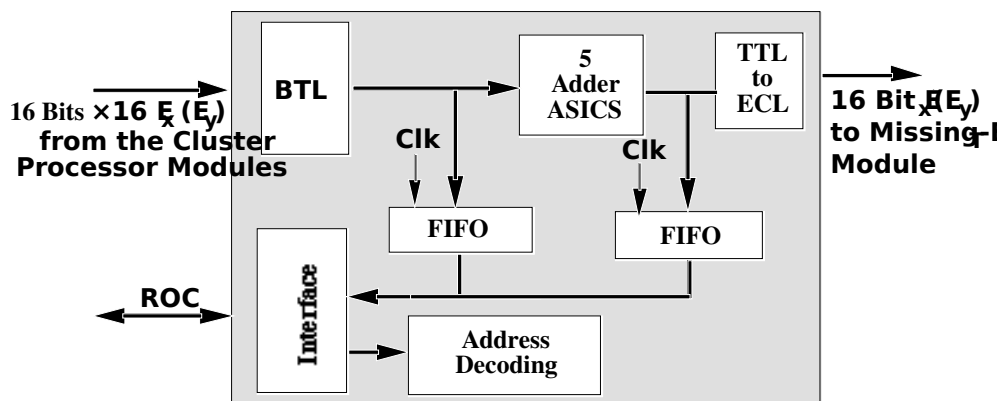 BTL
5
Adder
ASICS
TTL
to
ECL
16 Bits ×16 Ex (Ey)
from the Cluster
Processor Modules
16 Bit Ex(Ey)
to Missing-
Module
Clk
Clk
FIFO
FIFO
Interface
ROC
Address
Decoding